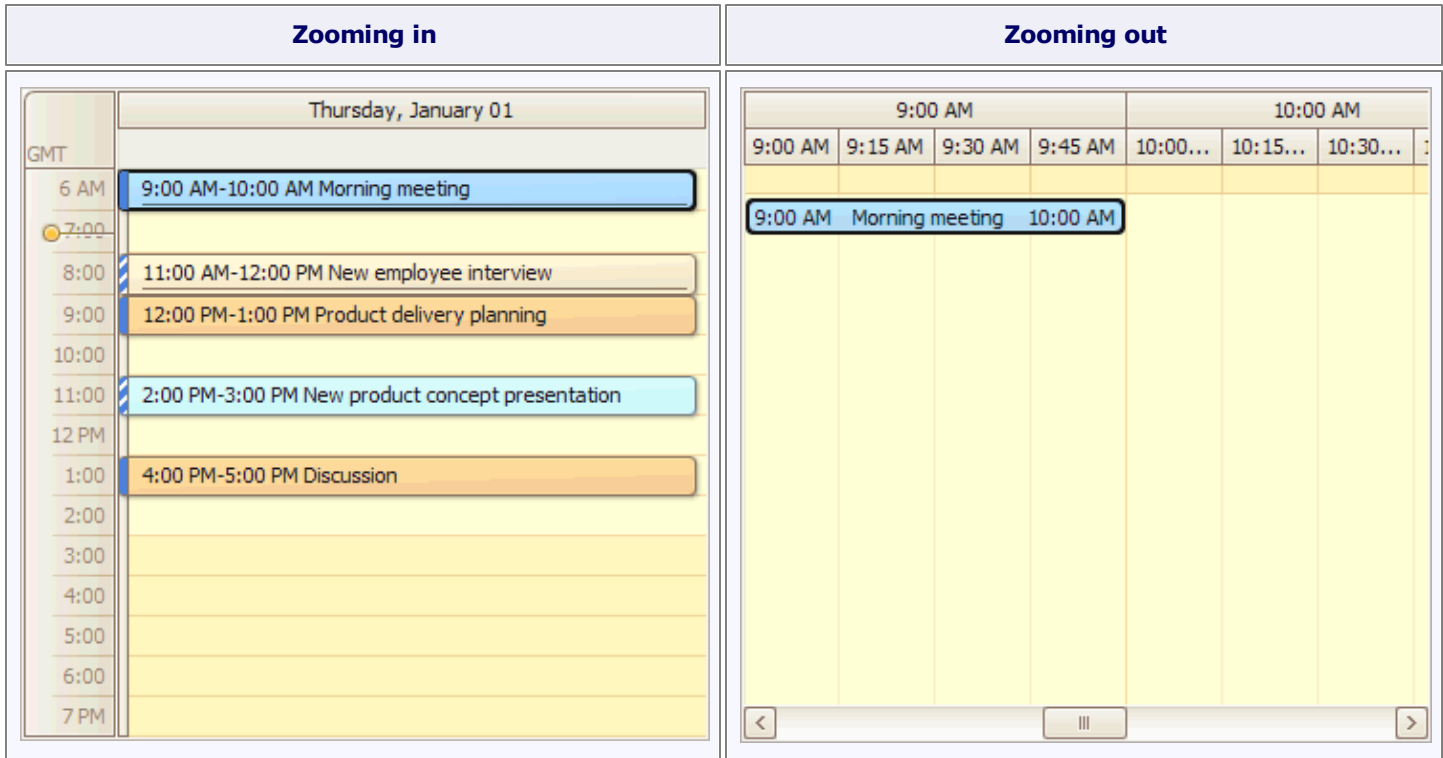 Zooming in
Zooming out
Thursday, January 01
GMT
6 AM
9:00 AM-10:00 AM Morning meeting
7:00
8:00
11:00 AM-12:00 PM New employee interview
9:00
12:00 PM-1:00 PM Product delivery planning
10:00
11:00
2:00 PM-3:00 PM New product concept presentation
12 PM
1:00
4:00 PM-5:00 PM Discussion
2:00
3:00
4:00
5:00
6:00
7 PM
9:00 AM
10:00 AM
9:00 AM 9:15 AM 9:30 AM 9:45 AM 10:00... 10:15... 10:30...
9:00 AM Morning meeting 10:00 AM